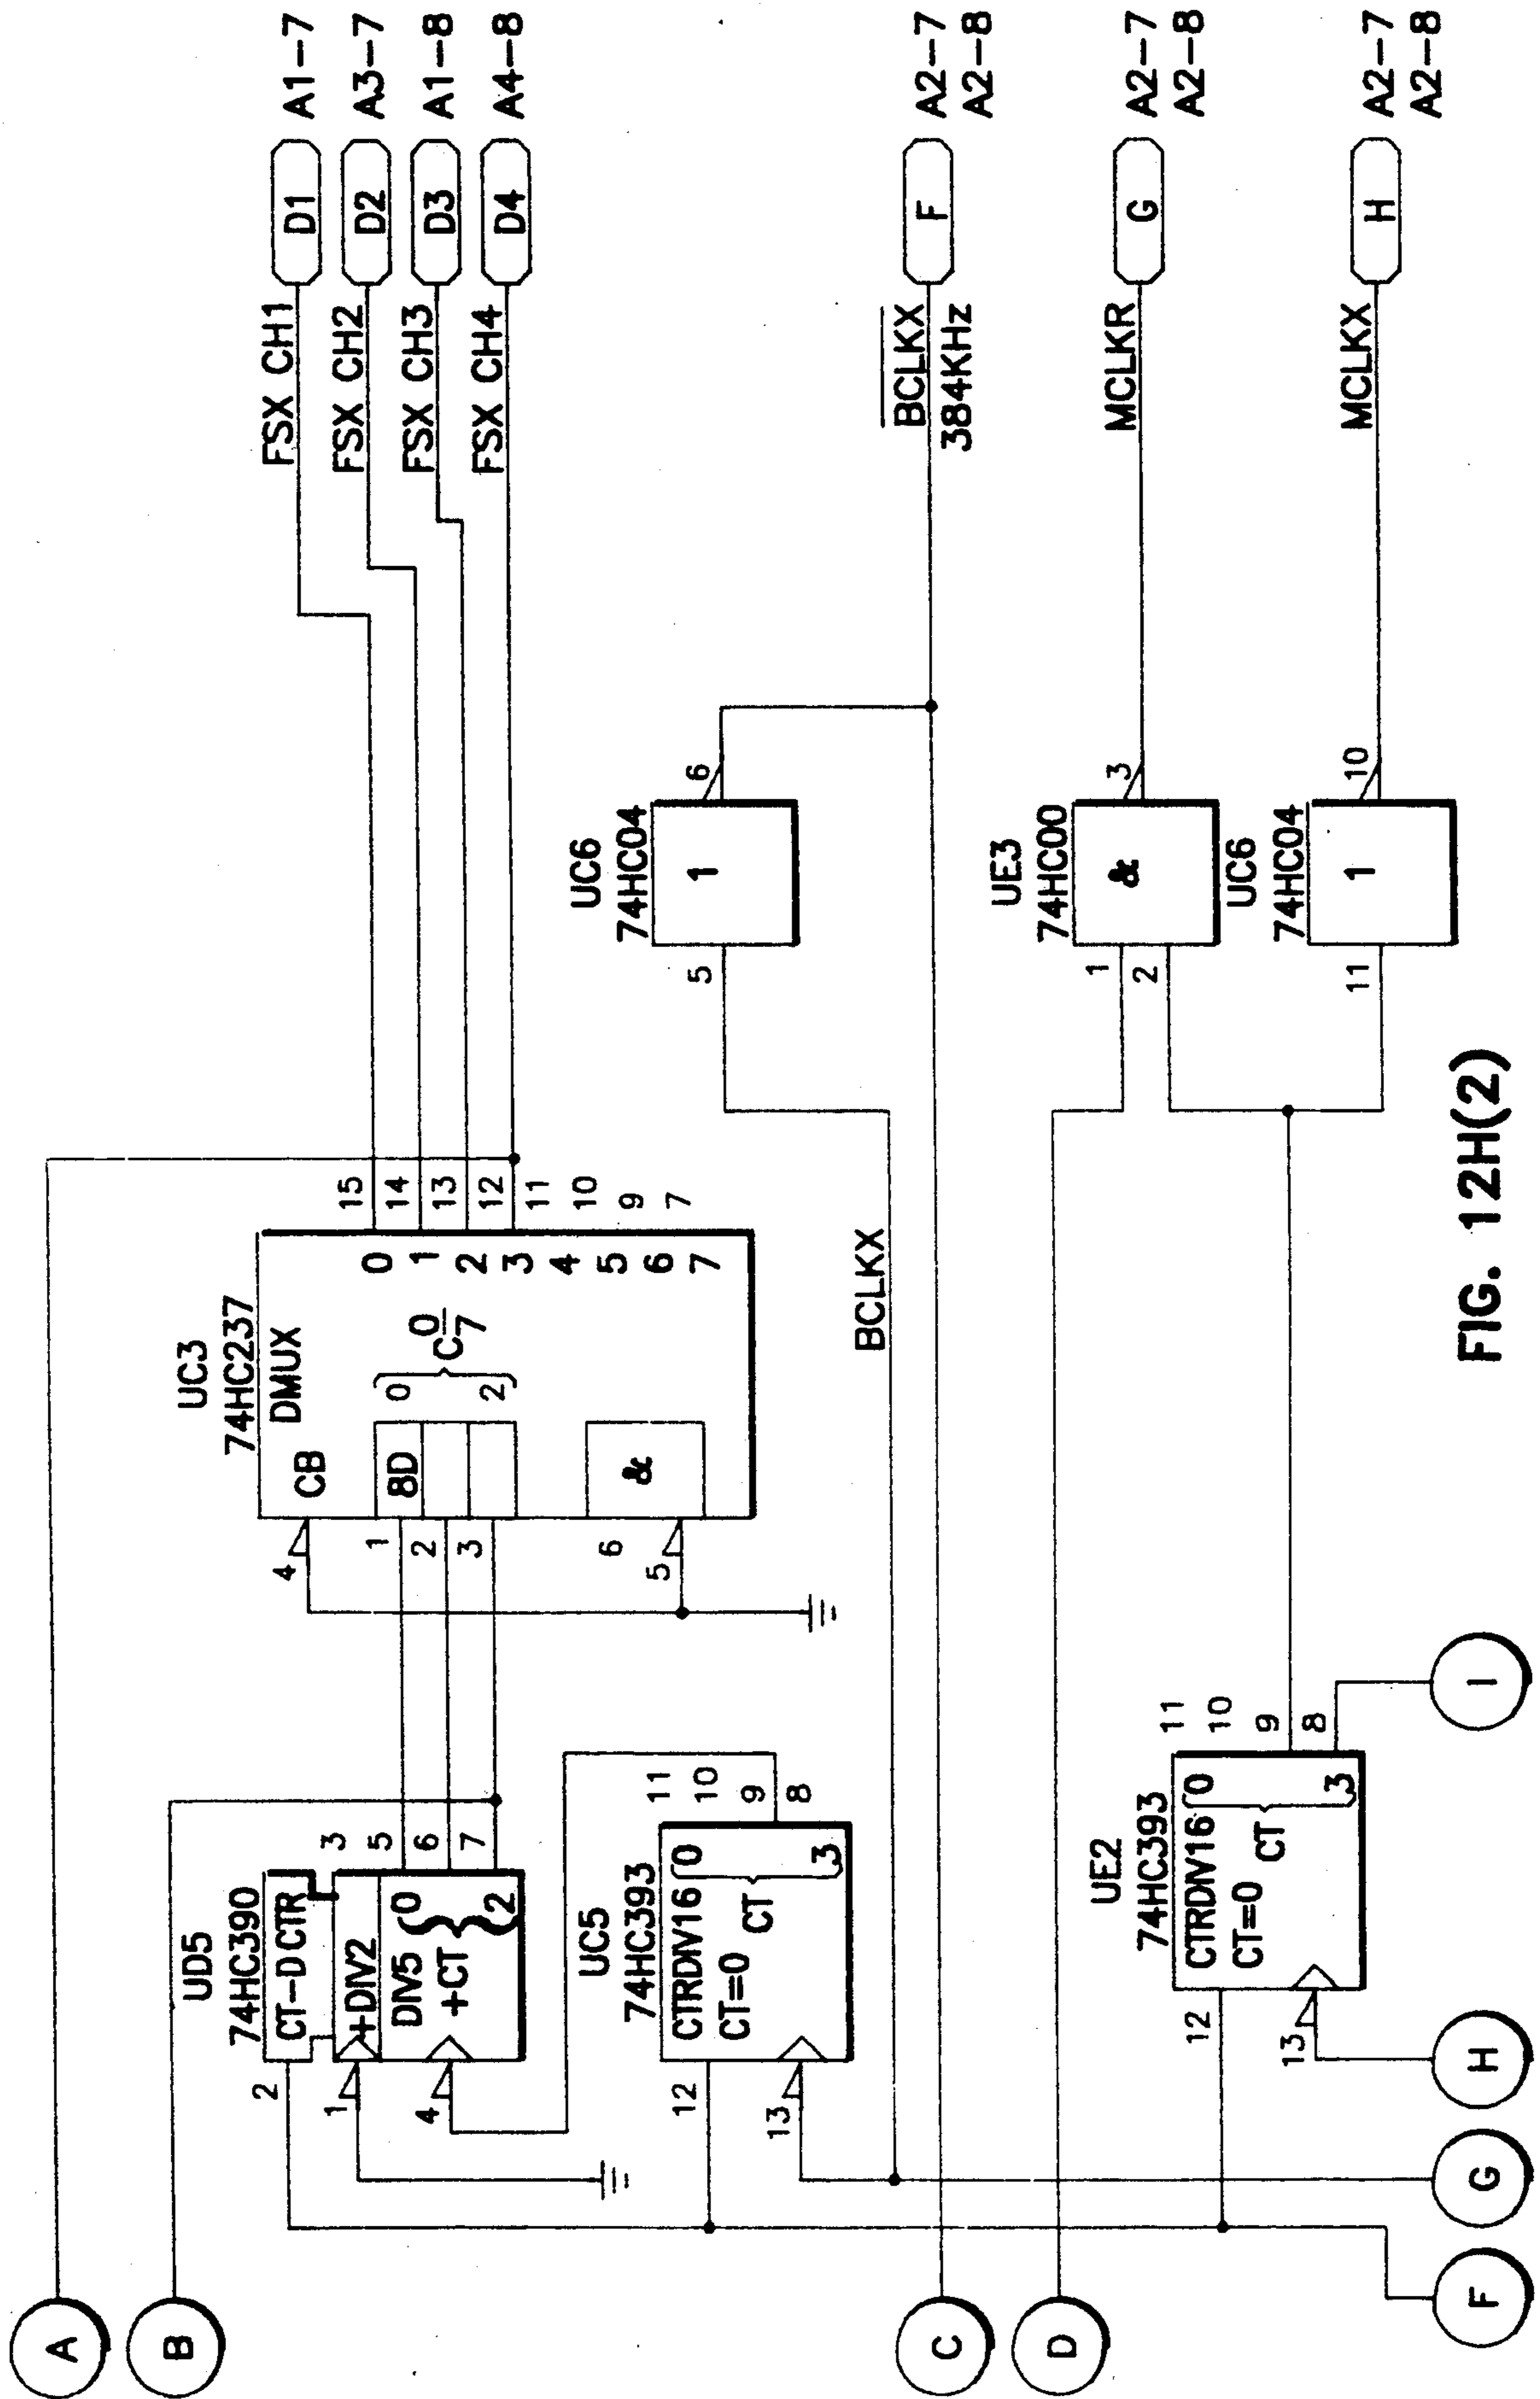 A
B
UD5
74HC390
CT-D CTR
+DIV2
DIV5
+CT
0
2
2
1
4
3
5
6
7
UC3
74HC237
DMUX
CB
8D
0
2
C 0/7
&
4
1
2
3
6
5
0
1
2
3
4
5
6
7
15
14
13
12
11
10
9
7
FSX CH1
D1
A1-7
FSX CH2
D2
A3-7
FSX CH3
D3
A1-8
FSX CH4
D4
A4-8
UC5
74HC393
CTRDIV16
CT=0
CT
0
3
12
13
11
10
9
8
BCLKX
UC6
74HC04
1
5
6
BCLKX
384KHz
F
A2-7
A2-8
C
D
UE3
74HC00
&
1
2
3
MCLKR
G
A2-7
A2-8
UC6
74HC04
1
11
10
MCLKX
H
A2-7
A2-8
UE2
74HC393
CTRDIV16
CT=0
CT
0
3
12
13
11
10
9
8
F
G
H
I
FIG. 12H(2)